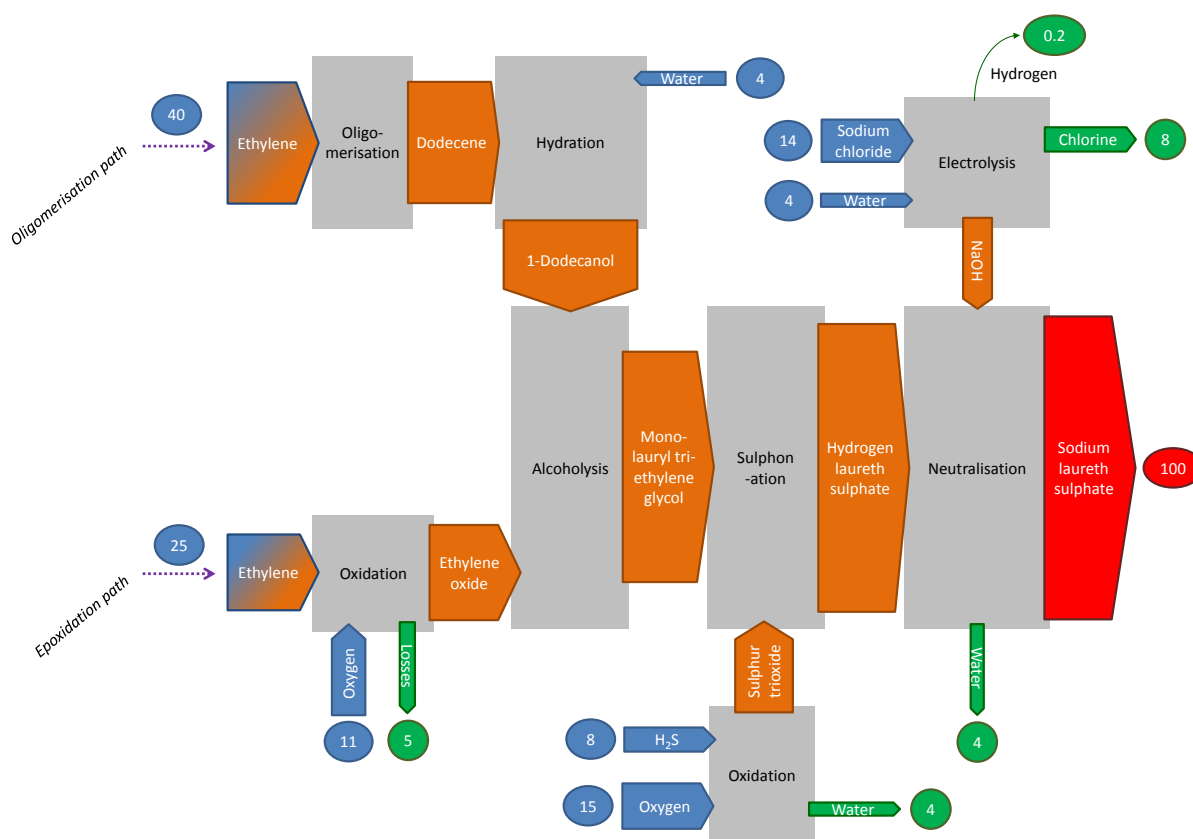 0.2
Hydrogen
Water
4
40
Ethylene
Oligo-
merisation
Dodecene
Hydration
Oligomerisation path
14
Sodium
chloride
Electrolysis
Chlorine
8
4
Water
1-Dodecanol
NaOH
Alcoholysis
Mono-
lauryl tri-
ethylene
glycol
Sulphon
-ation
Hydrogen
laureth
sulphate
Neutralisation
Sodium
laureth
sulphate
100
25
Ethylene
Oxidation
Ethylene
oxide
Epoxidation path
Oxygen
11
Losses
5
Sulphur
trioxide
Water
4
8
H₂S
Oxidation
15
Oxygen
Water
4